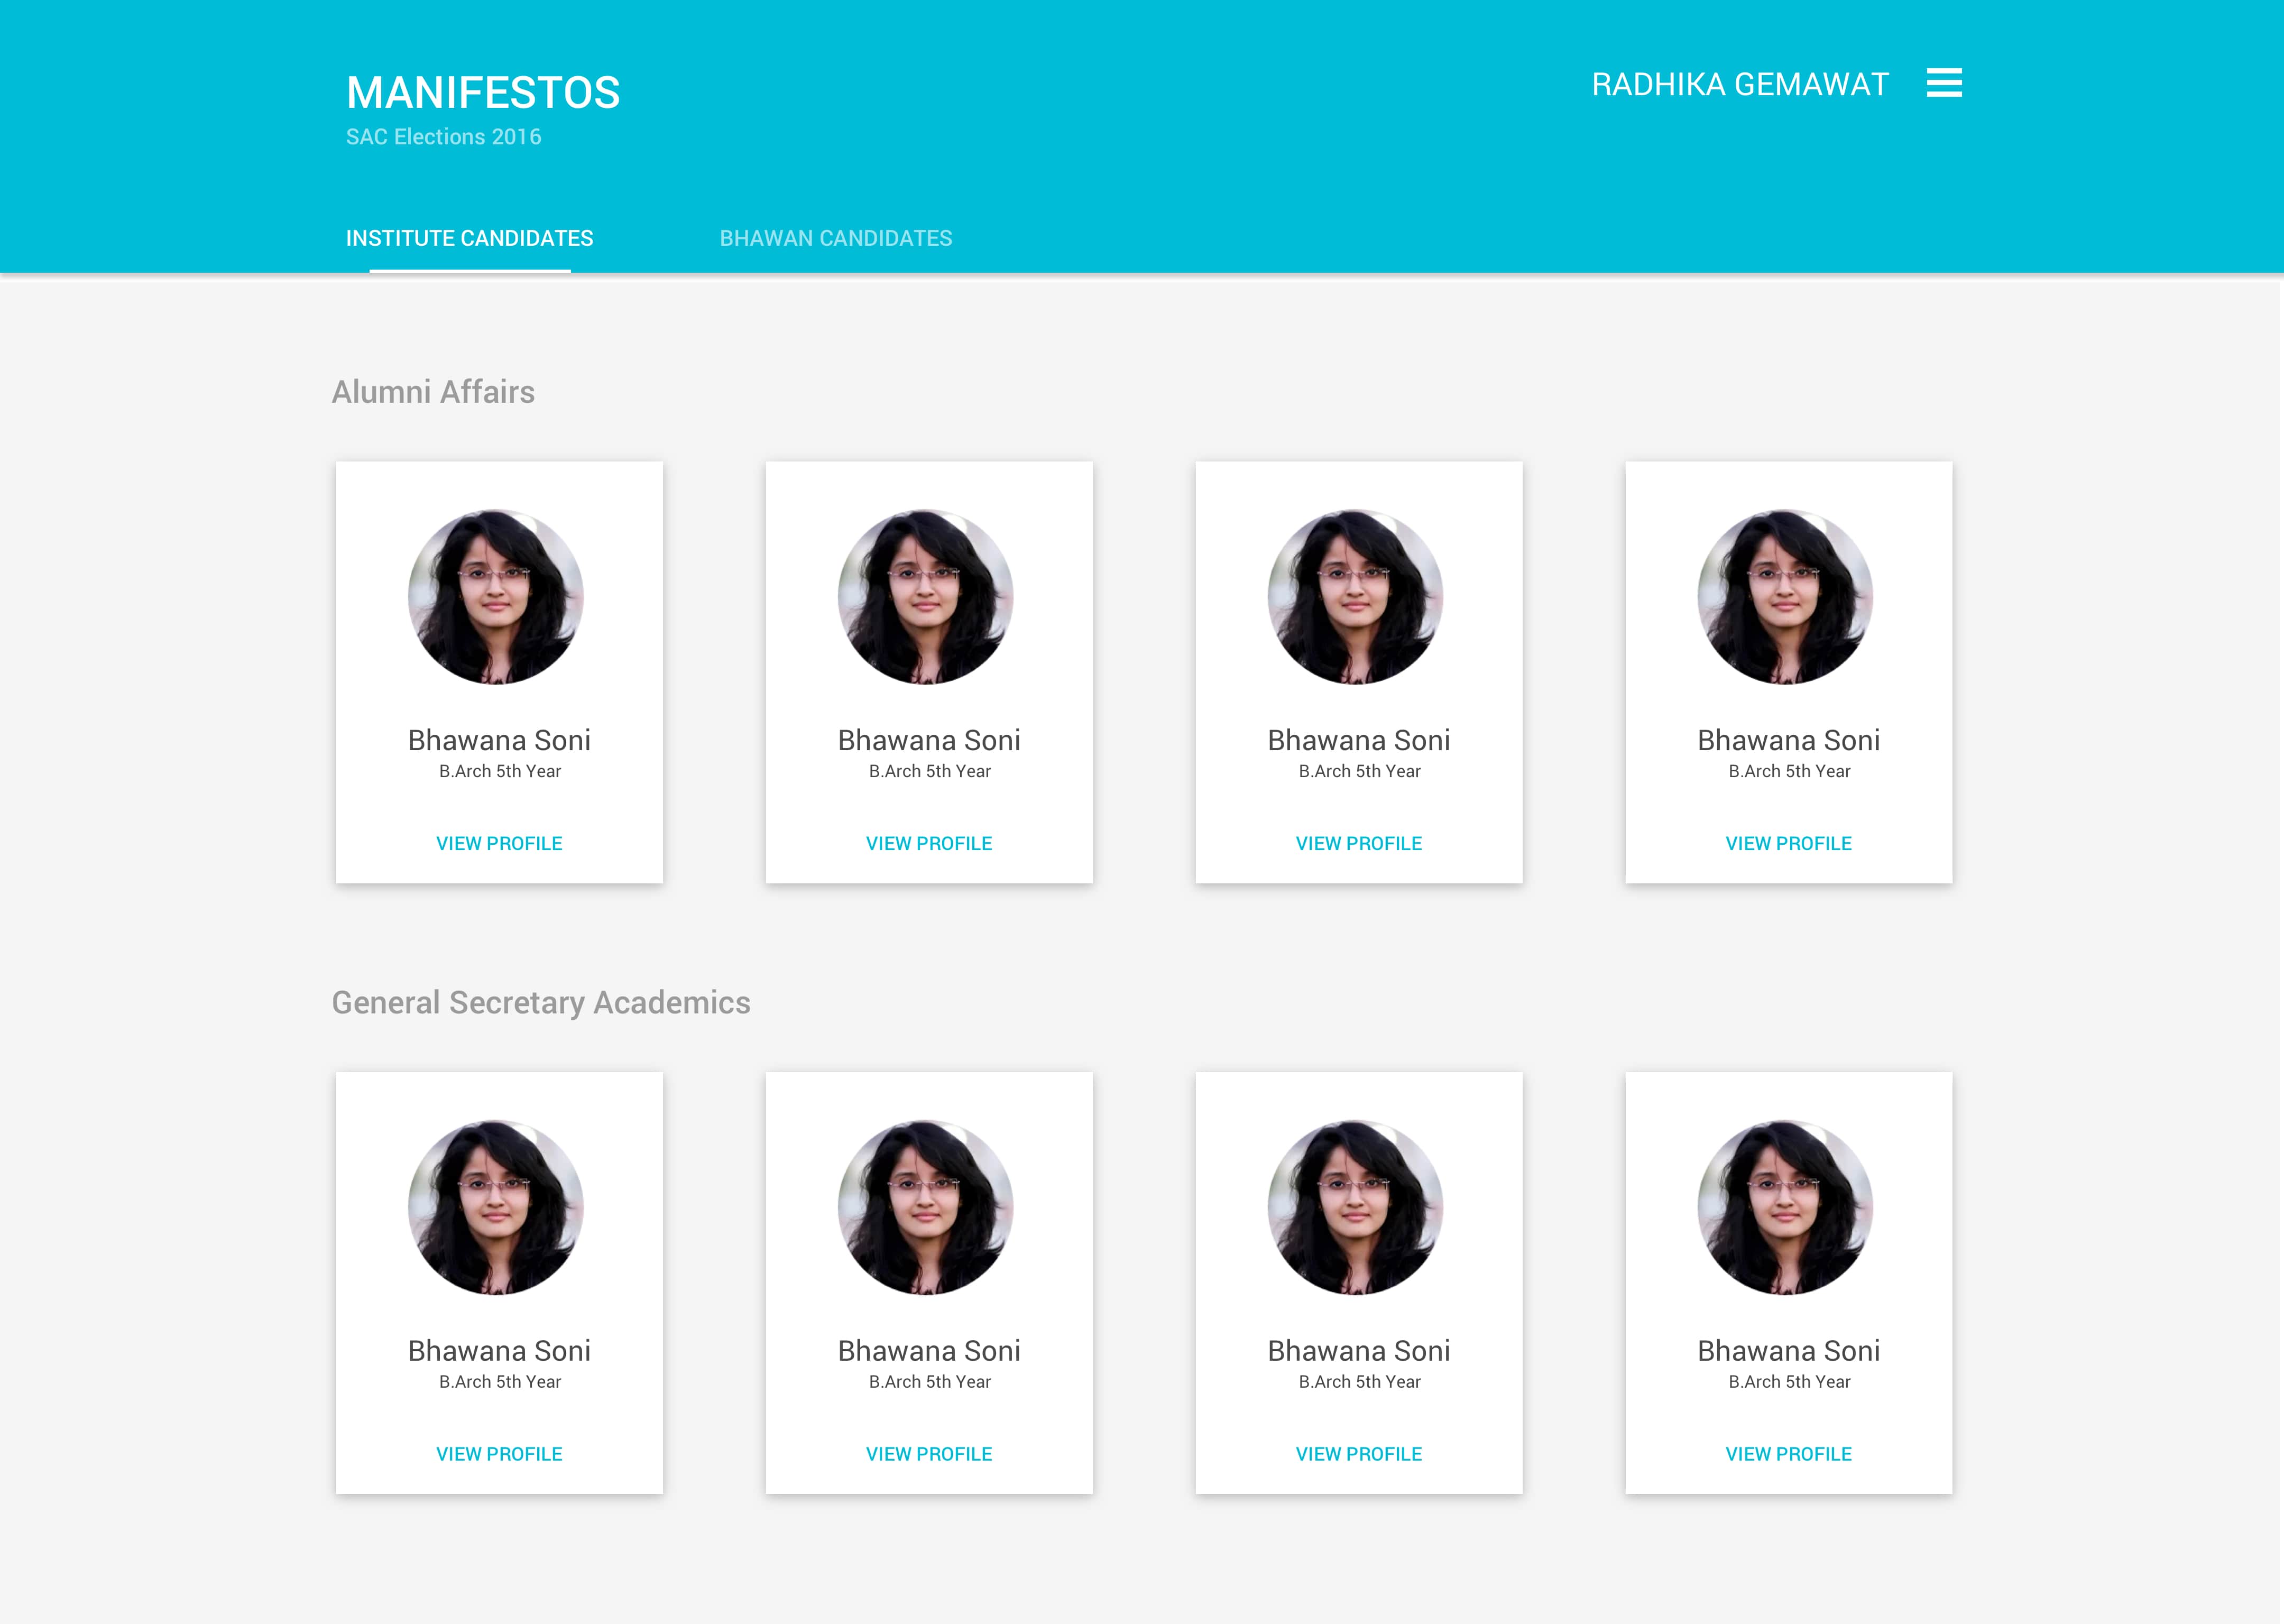 MANIFESTOS
RADHIKA GEMAWAT
SAC Elections 2016
INSTITUTE CANDIDATES
BHAWAN CANDIDATES
Alumni Affairs
Bhawana Soni
B.Arch 5th Year
VIEW PROFILE
Bhawana Soni
B.Arch 5th Year
VIEW PROFILE
Bhawana Soni
B.Arch 5th Year
VIEW PROFILE
Bhawana Soni
B.Arch 5th Year
VIEW PROFILE
General Secretary Academics
Bhawana Soni
B.Arch 5th Year
VIEW PROFILE
Bhawana Soni
B.Arch 5th Year
VIEW PROFILE
Bhawana Soni
B.Arch 5th Year
VIEW PROFILE
Bhawana Soni
B.Arch 5th Year
VIEW PROFILE